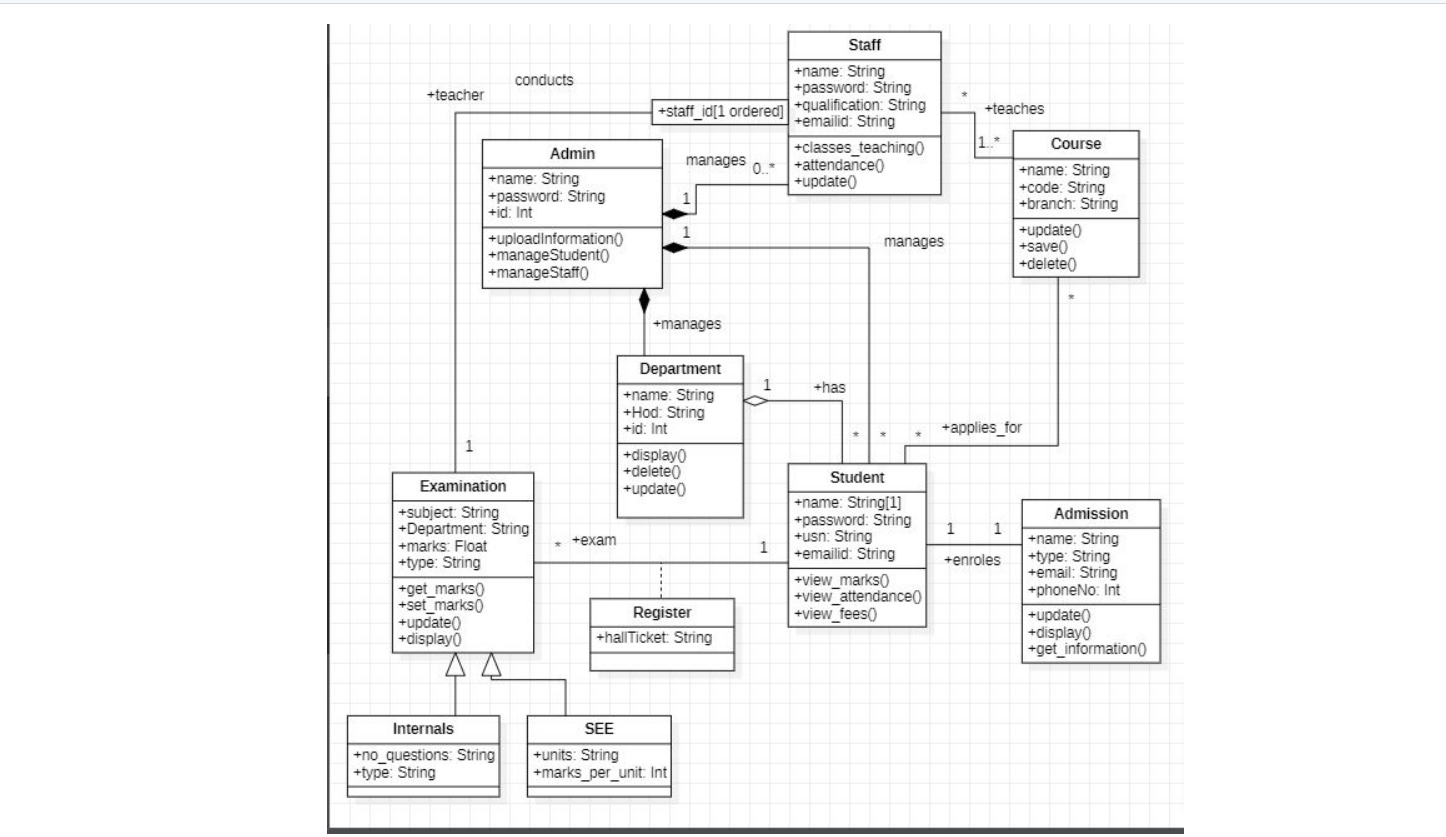 Staff
+name: String
+password: String
+qualification: String
+emailid: String
+classes_teaching()
+attendance()
+update()
conducts
+teacher
+staff_id[1 ordered]
*
+teaches
1..*
Course
+name: String
+code: String
+branch: String
+update()
+save()
+delete()
*
Admin
+name: String
+password: String
+id: Int
+uploadInformation()
+manageStudent()
+manageStaff()
manages
0..*
1
1
manages
+manages
Department
+name: String
+Hod: String
+id: Int
+display()
+delete()
+update()
1
+has
*
*
*
+applies_for
1
Examination
+subject: String
+Department: String
+marks: Float
+type: String
+get_marks()
+set_marks()
+update()
+display()
*
+exam
1
Student
+name: String[1]
+password: String
+usn: String
+emailid: String
+view_marks()
+view_attendance()
+view_fees()
1
1
+enroles
Admission
+name: String
+type: String
+email: String
+phoneNo: Int
+update()
+display()
+get_information()
Register
+hallTicket: String
Internals
+no_questions: String
+type: String
SEE
+units: String
+marks_per_unit: Int